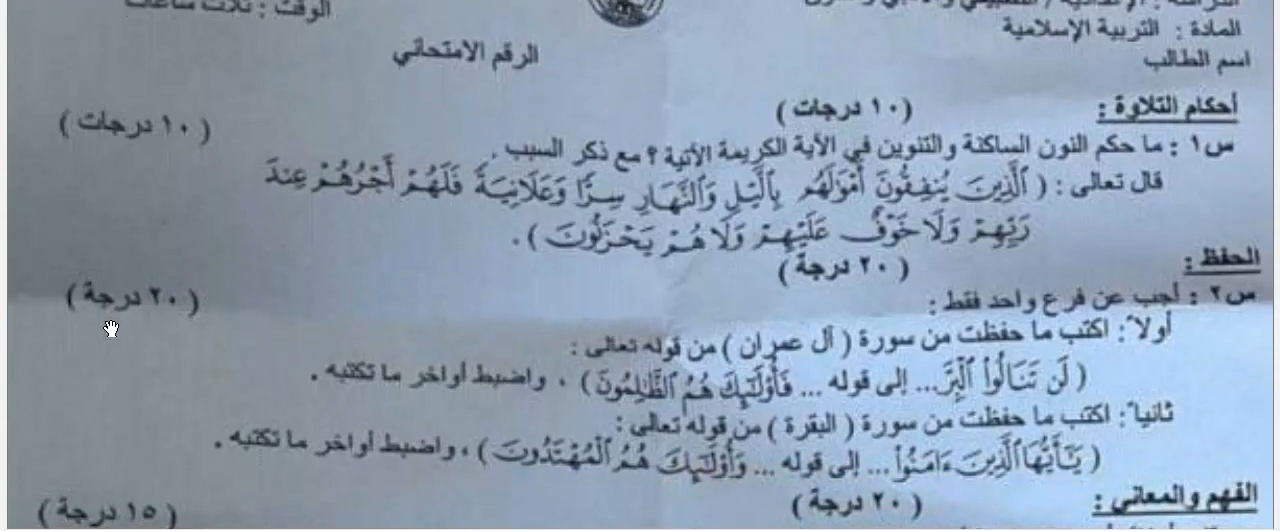 الوقت : ثلاث ساعات
المادة : التربية الإسلامية
اسم الطالب
الرقم الامتحاني
أحكام التلاوة : ( ١٠ درجات )
( ١٠ درجات )
س١ : ما حكم النون الساكنة والتنوين في الآية الكريمة الآتية ؟ مع ذكر السبب .
قال تعالى : ( ٱلَّذِينَ يُنفِقُونَ أَمْوَٰلَهُم بِٱلَّيْلِ وَٱلنَّهَارِ سِرًّا وَعَلَانِيَةً فَلَهُمْ أَجْرُهُمْ عِندَ
رَبِّهِمْ وَلَا خَوْفٌ عَلَيْهِمْ وَلَا هُمْ يَحْزَنُونَ ) .
الحفظ : ( ٢٠ درجة )
س٢ : أجب عن فرع واحد فقط : ( ٢٠ درجة )
أولاً : اكتب ما حفظت من سورة ( آل عمران ) من قوله تعالى :
( لَن تَنَالُوا۟ ٱلْبِرَّ... إلى قوله ... فَأُو۟لَٰٓئِكَ هُمُ ٱلظَّٰلِمُونَ ) ، واضبط أواخر ما تكتبه .
ثانياً : اكتب ما حفظت من سورة ( البقرة ) من قوله تعالى :
( يَٰٓأَيُّهَا ٱلَّذِينَ ءَامَنُوا۟ ... إلى قوله ... وَأُو۟لَٰٓئِكَ هُمُ ٱلْمُهْتَدُونَ ) ، واضبط أواخر ما تكتبه .
الفهم والمعاني : ( ٢٠ درجة )
( ١٥ درجة )